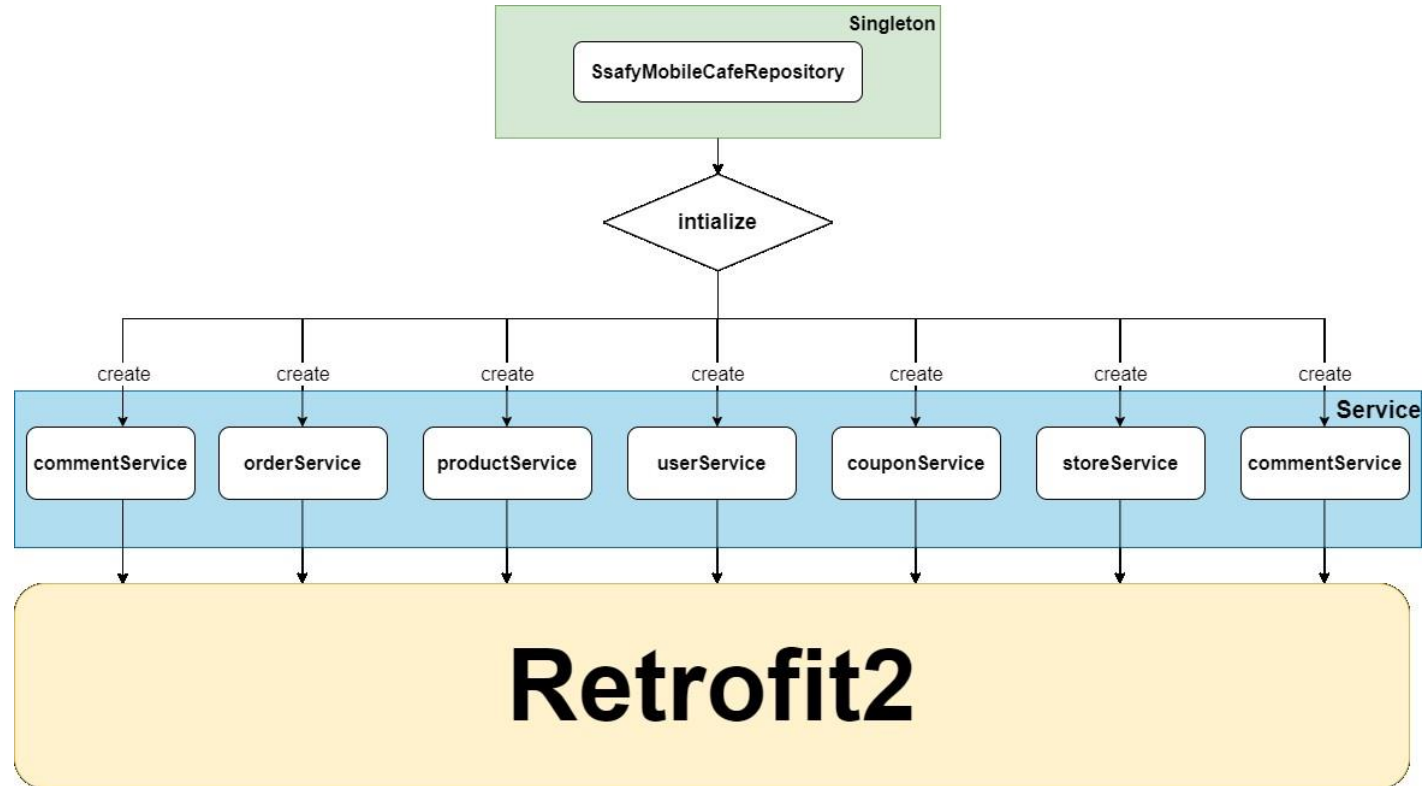 Singleton
SsafyMobileCafeRepository
intialize
create create create create create create create
Service
commentService orderService productService userService couponService storeService commentService
Retrofit2